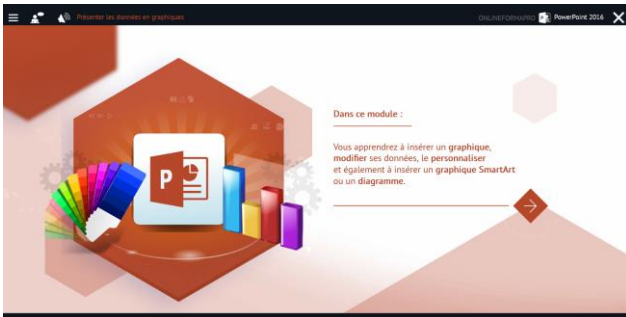 Présenter les données en graphiques
ONLINEFORMAPRO
PowerPoint 2016
Dans ce module :
Vous apprendrez à insérer un graphique,
modifier ses données, le personnaliser
et également à insérer un graphique SmartArt
ou un diagramme.
P